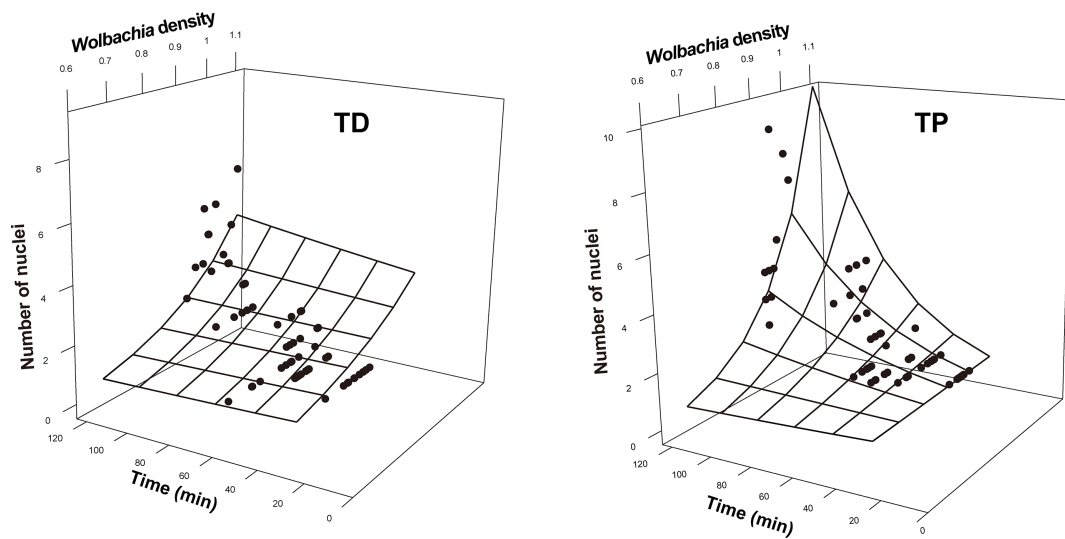 Wolbachia density
0.6 0.7 0.8 0.9 1 1.1
TD
8
6
4
2
0
Number of nuclei
120 100 80 60 40 20 0
Time (min)
Wolbachia density
0.6 0.7 0.8 0.9 1 1.1
TP
10
8
6
4
2
0
Number of nuclei
120 100 80 60 40 20 0
Time (min)